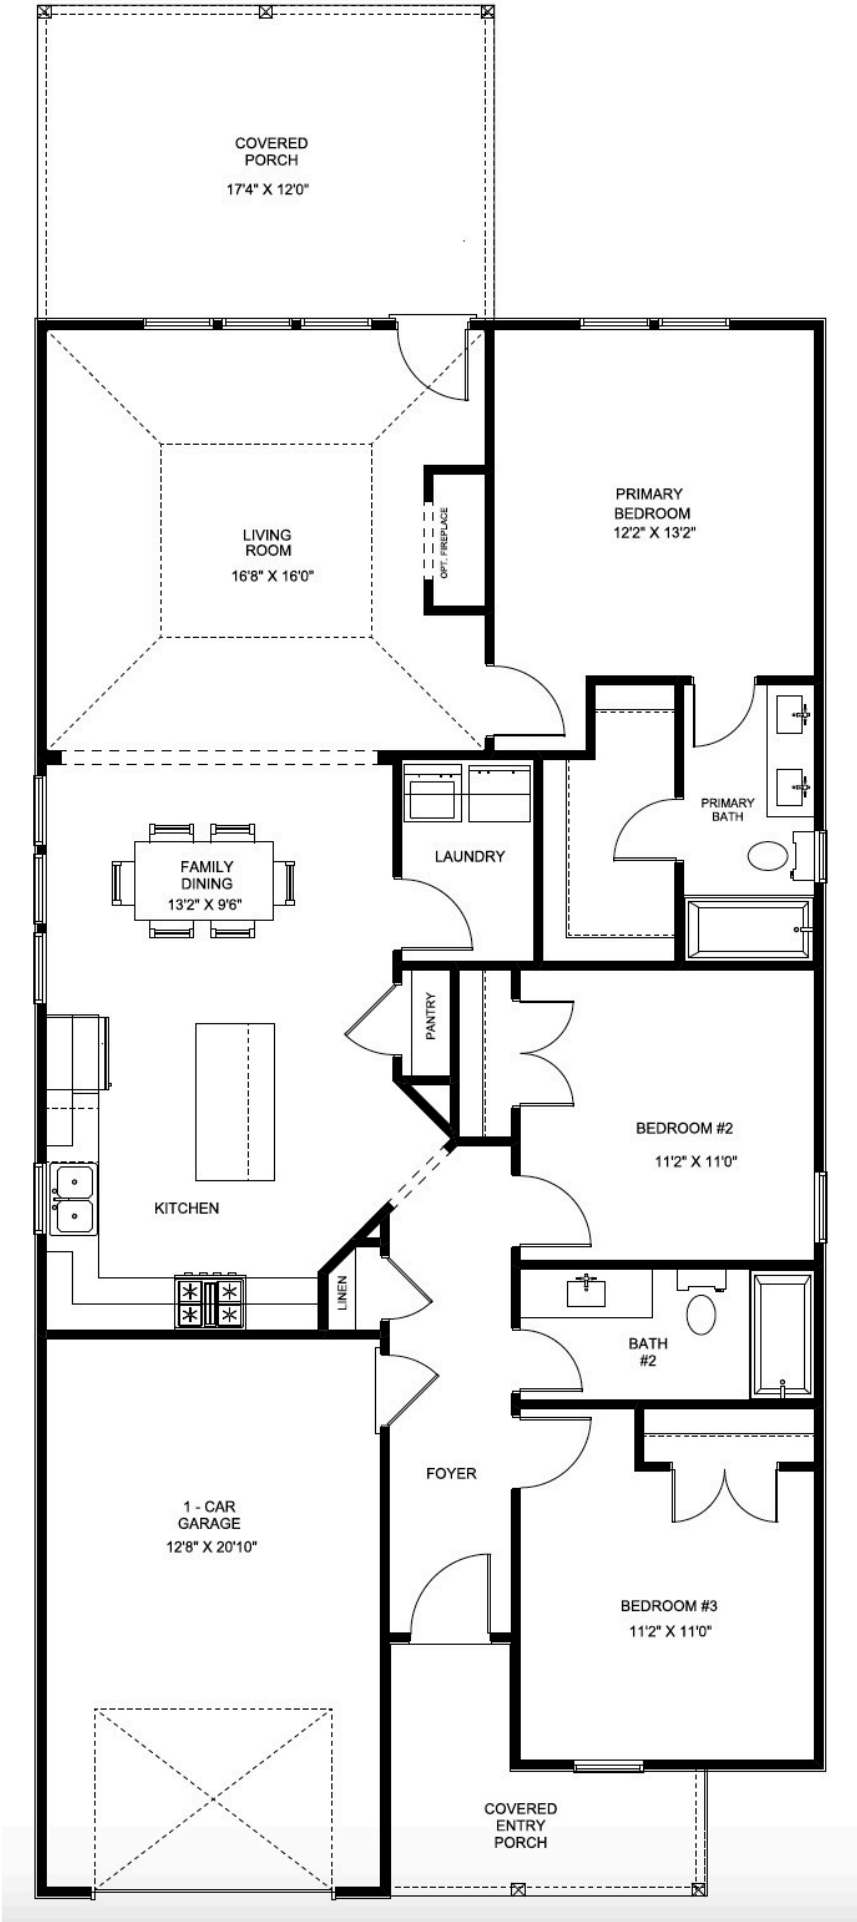 COVERED
PORCH
17'4" X 12'0"
LIVING
ROOM
16'8" X 16'0"
OPT. FIREPLACE
PRIMARY
BEDROOM
12'2" X 13'2"
PRIMARY
BATH
FAMILY
DINING
13'2" X 9'6"
LAUNDRY
PANTRY
BEDROOM #2
11'2" X 11'0"
KITCHEN
LINEN
BATH
#2
FOYER
1 - CAR
GARAGE
12'8" X 20'10"
BEDROOM #3
11'2" X 11'0"
COVERED
ENTRY
PORCH